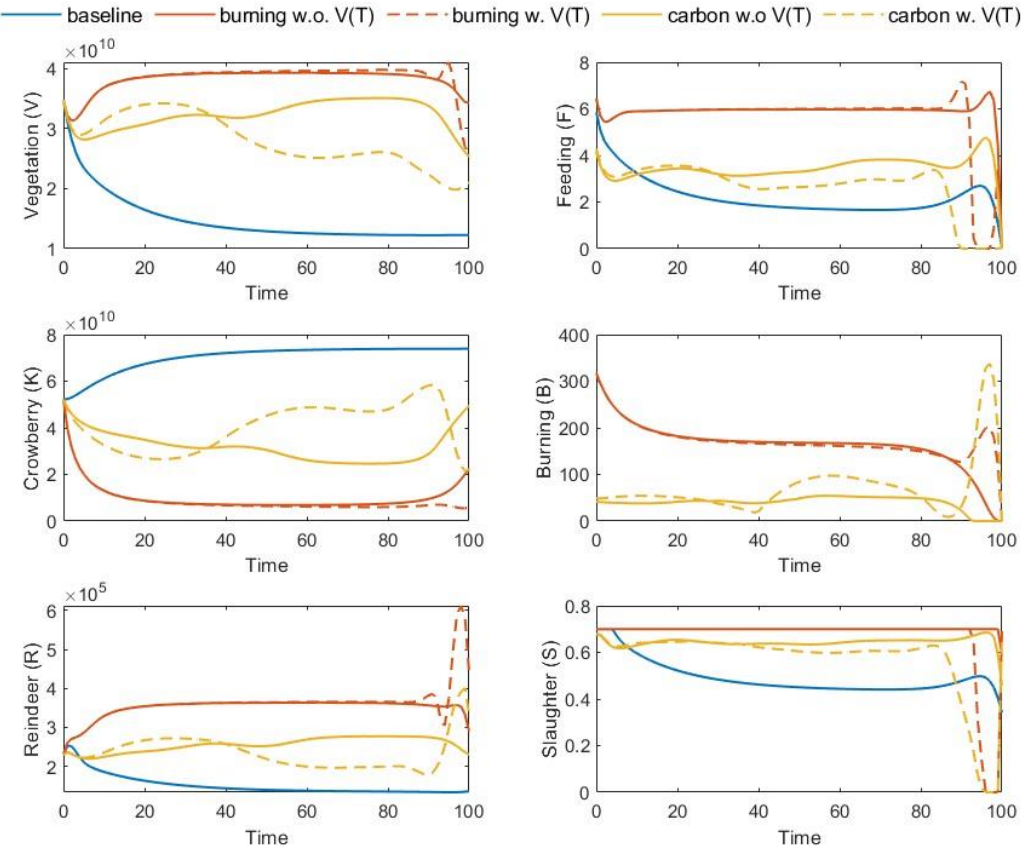 baseline burning w.o. V(T) burning w. V(T) carbon w.o V(T) carbon w. V(T)
×10^10
Vegetation (V)
4
3
2
1
0 20 40 60 80 100
Time
Feeding (F)
8
6
4
2
0
0 20 40 60 80 100
Time
×10^10
Crowberry (K)
8
6
4
2
0
0 20 40 60 80 100
Time
Burning (B)
400
300
200
100
0
0 20 40 60 80 100
Time
×10^5
Reindeer (R)
6
5
4
3
2
0 20 40 60 80 100
Time
Slaughter (S)
0.8
0.6
0.4
0.2
0
0 20 40 60 80 100
Time